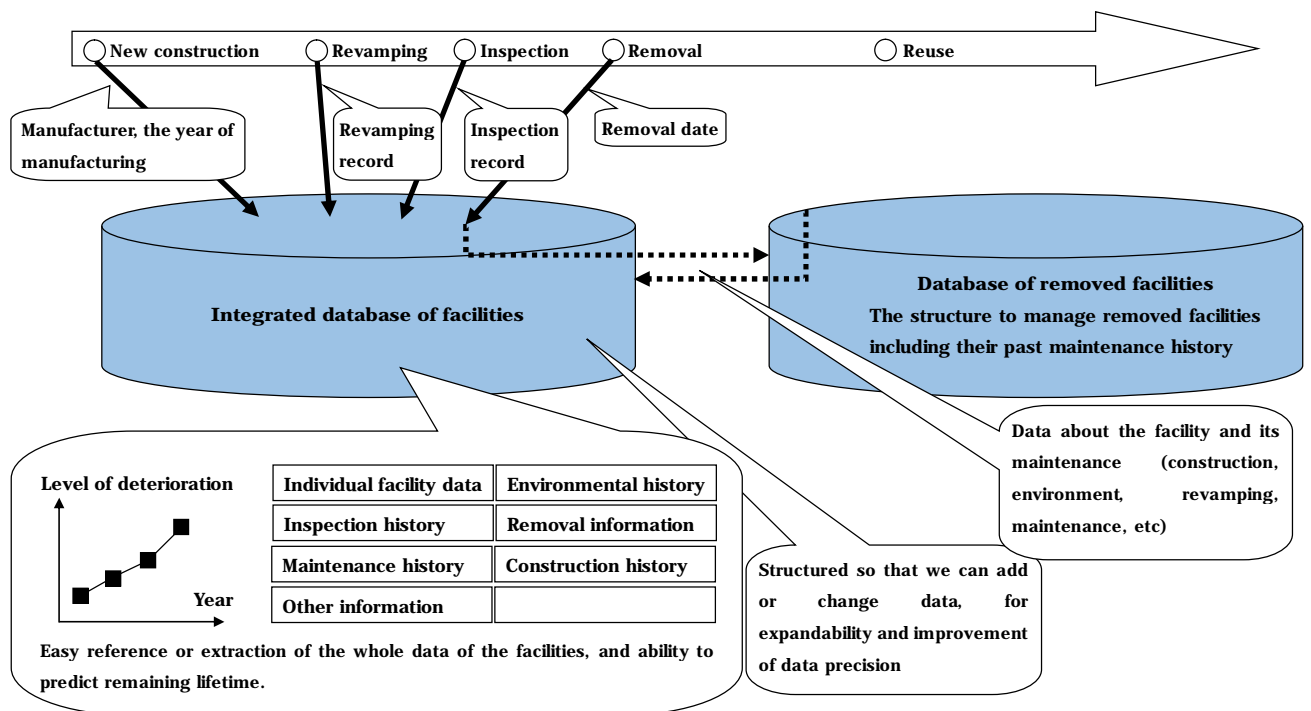 New construction
Revamping
Inspection
Removal
Reuse
Manufacturer, the year of
manufacturing
Revamping
record
Inspection
record
Removal date
Integrated database of facilities
Database of removed facilities
The structure to manage removed facilities
including their past maintenance history
Data about the facility and its
maintenance (construction,
environment, revamping,
maintenance, etc)
Level of deterioration
Year
Individual facility data
Environmental history
Inspection history
Removal information
Maintenance history
Construction history
Other information
Easy reference or extraction of the whole data of the facilities, and ability to
predict remaining lifetime.
Structured so that we can add
or change data, for
expandability and improvement
of data precision